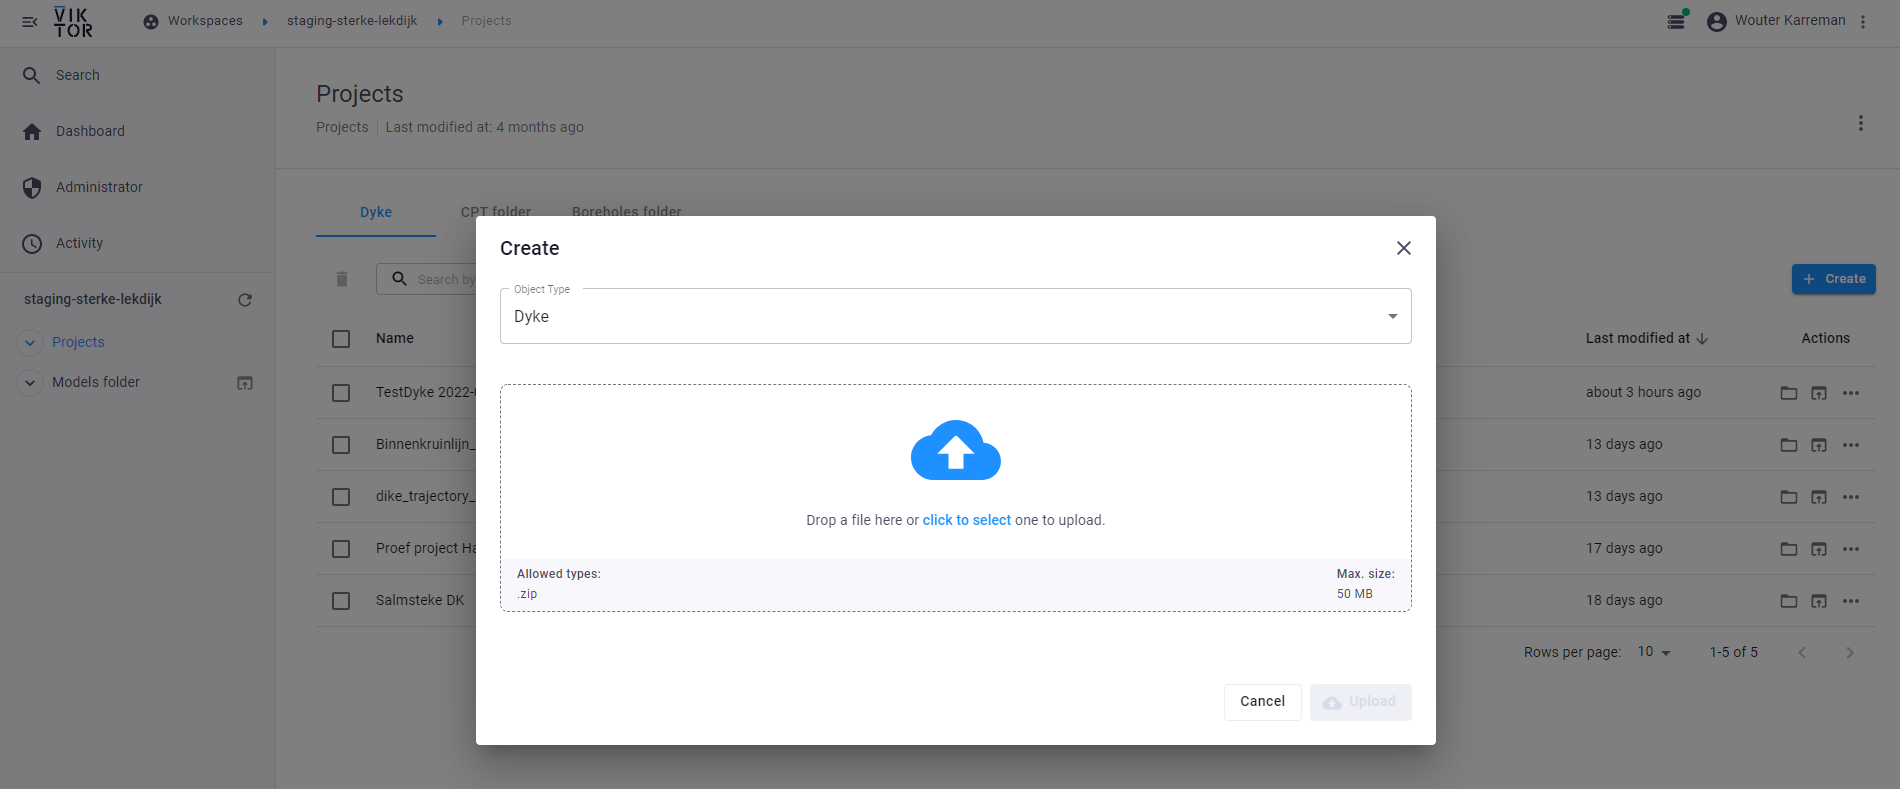 VIK
TOR
Workspaces
staging-sterke-lekdijk
Projects
Wouter Karreman
Search
Dashboard
Administrator
Activity
staging-sterke-lekdijk
Projects
Models folder
Projects
Projects
Last modified at: 4 months ago
Dyke
CPT folder
Boreholes folder
Search by
Create
Name
Last modified at
Actions
TestDyke 2022-
about 3 hours ago
Binnenkruinlijn_
13 days ago
dike_trajectory_
13 days ago
Proef project Ha
17 days ago
Salmsteke DK
18 days ago
Rows per page:
10
1-5 of 5
Create
Object Type
Dyke
Drop a file here or click to select one to upload.
Allowed types:
.zip
Max. size:
50 MB
Cancel
Upload